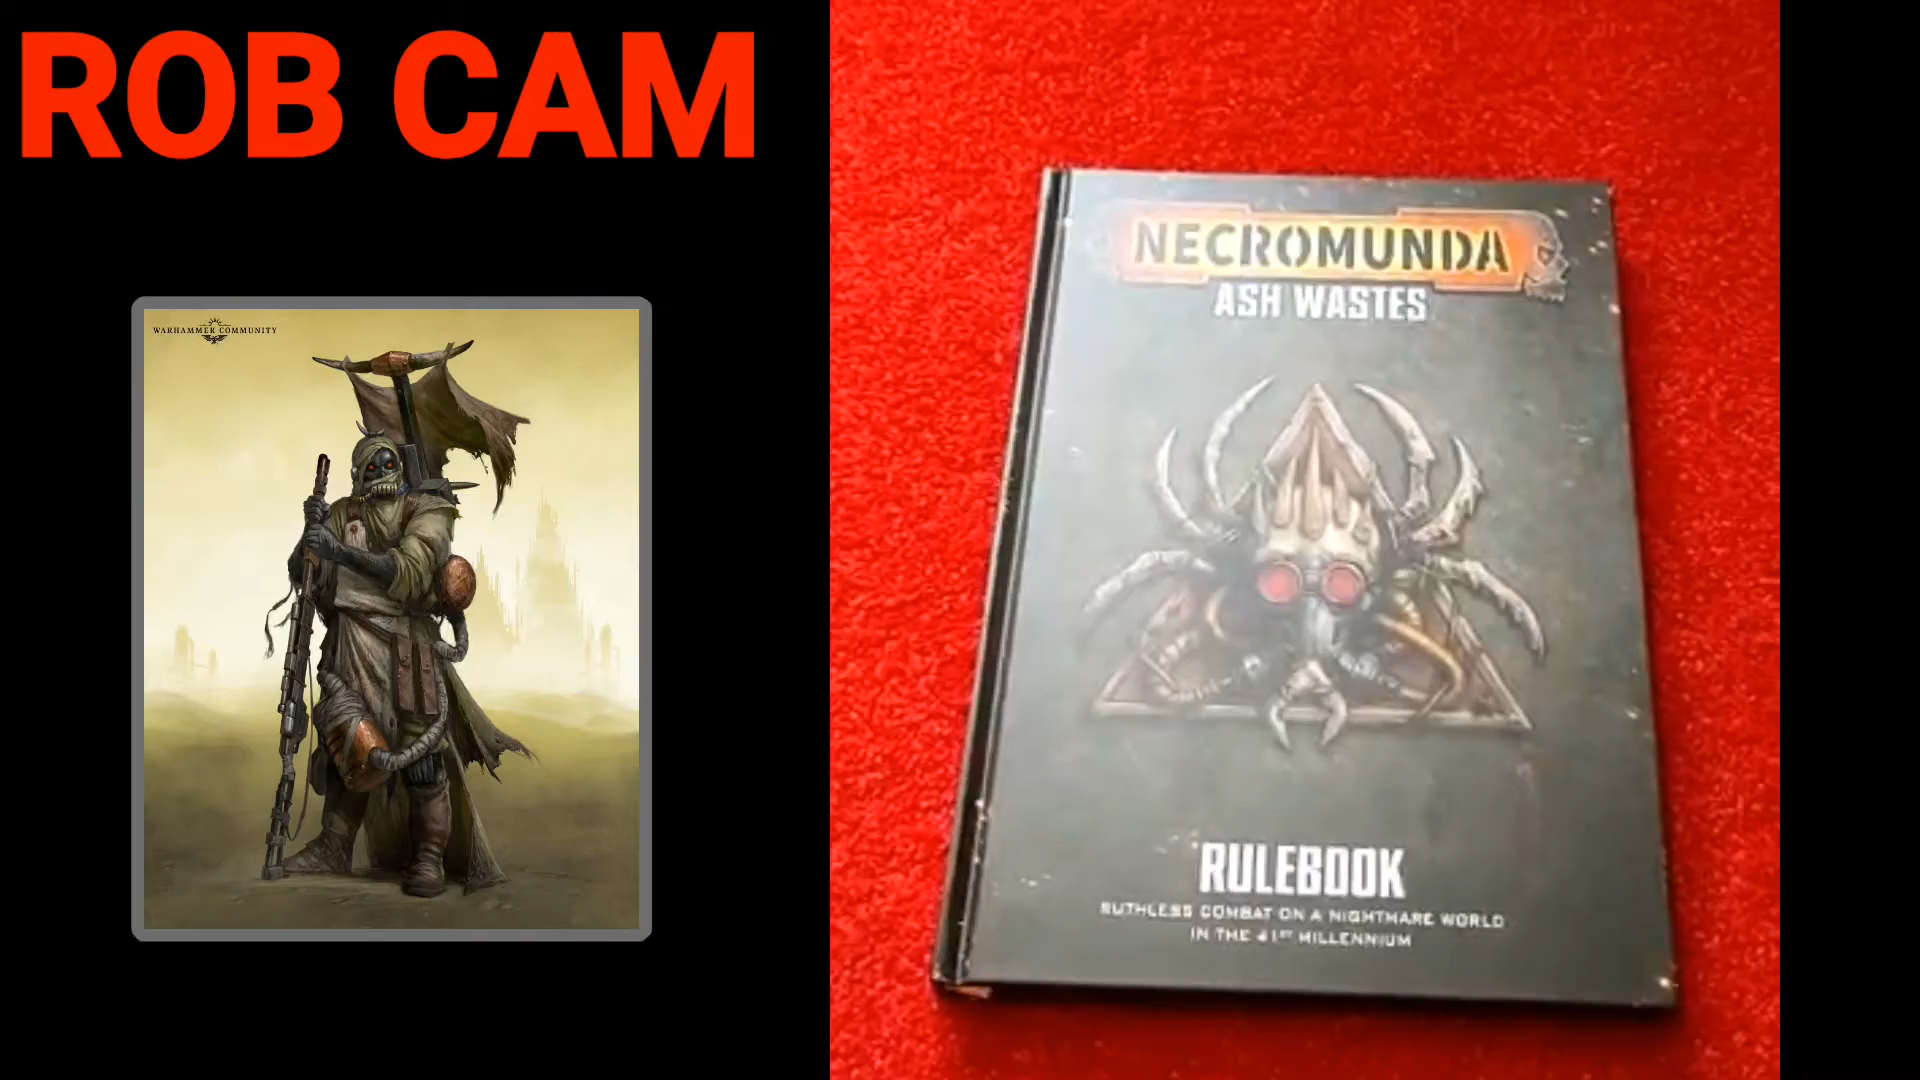 ROB CAM
WARHAMMER COMMUNITY
NECROMUNDA
ASH WASTES
RULEBOOK
RUTHLESS COMBAT ON A NIGHTMARE WORLD
IN THE 41ST MILLENNIUM